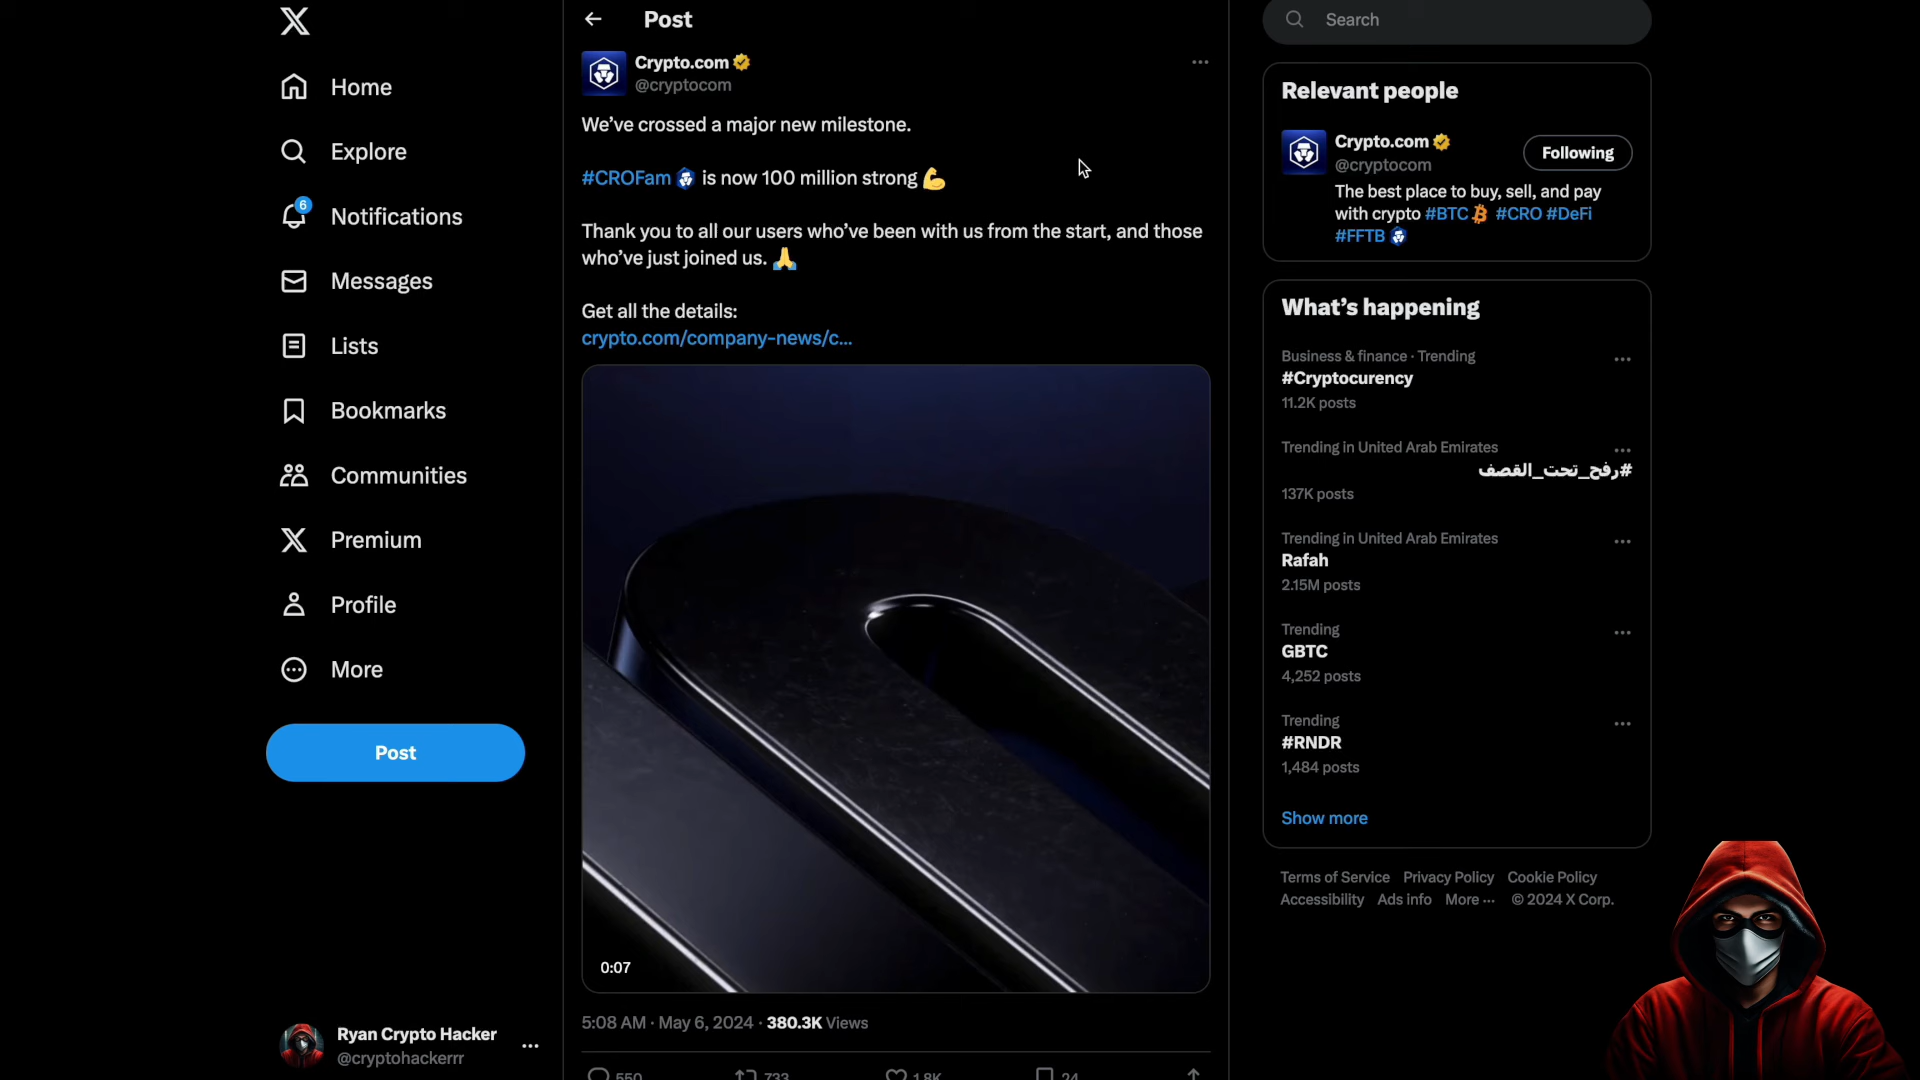 Home
Explore
6
Notifications
Messages
Lists
Bookmarks
Communities
Premium
Profile
More
Post
Ryan Crypto Hacker
@cryptohackerrr
Post
Crypto.com
@cryptocom
We’ve crossed a major new milestone.
#CROFam is now 100 million strong 💪
Thank you to all our users who’ve been with us from the start, and those
who’ve just joined us. 🙏
Get all the details:
crypto.com/company-news/c...
0:07
5:08 AM · May 6, 2024 · 380.3K Views
550 733 1.8K 24
Search
Relevant people
Crypto.com
@cryptocom
Following
The best place to buy, sell, and pay
with crypto #BTC #CRO #DeFi
#FFTB
What’s happening
Business & finance · Trending
#Cryptocurency
11.2K posts
Trending in United Arab Emirates
#رفح_تحت_القصف
137K posts
Trending in United Arab Emirates
Rafah
2.15M posts
Trending
GBTC
4,252 posts
Trending
#RNDR
1,484 posts
Show more
Terms of Service Privacy Policy Cookie Policy
Accessibility Ads info More ··· © 2024 X Corp.